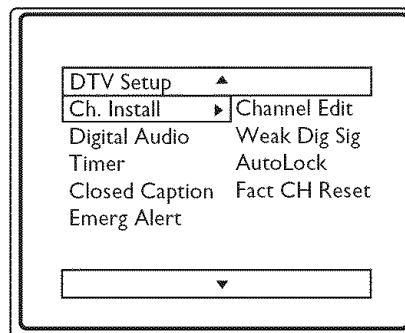 DTV Setup
Ch. Install
Digital Audio
Timer
Closed Caption
Emerg Alert
Channel Edit
Weak Dig Sig
AutoLock
Fact CH Reset